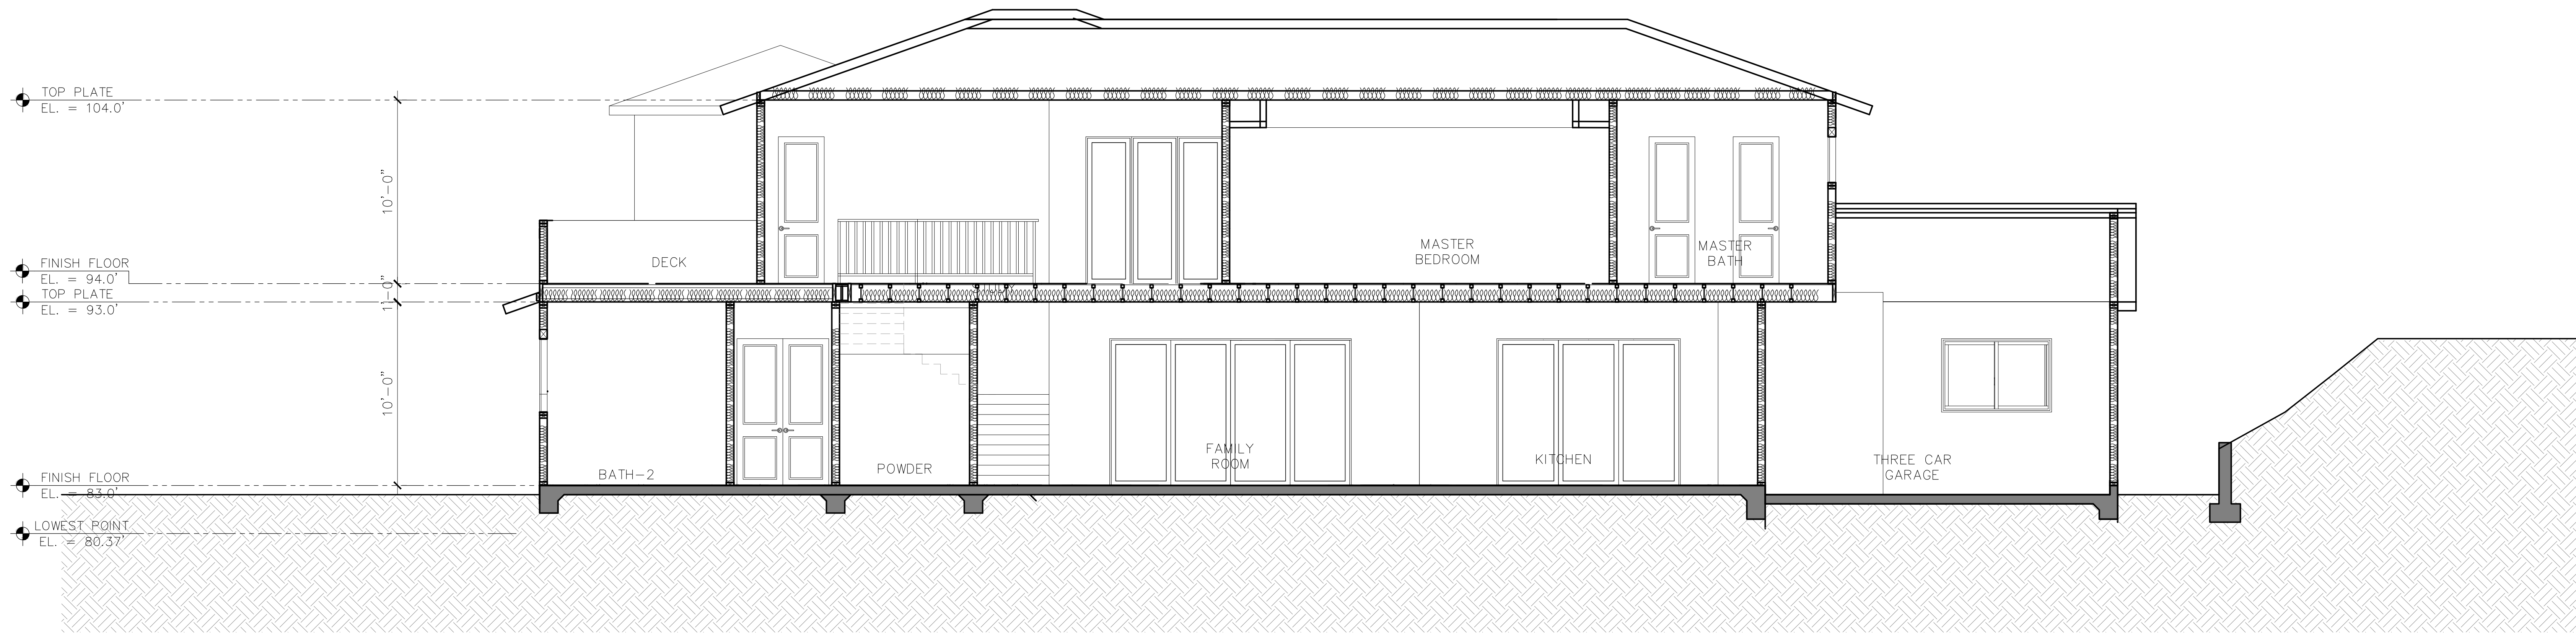 TOP PLATE
EL. = 104.0'
10'-0"
FINISH FLOOR
EL. = 94.0'
TOP PLATE
EL. = 93.0'
1'-0"
10'-0"
FINISH FLOOR
EL. = 83.0'
LOWEST POINT
EL. = 80.37'
DECK
MASTER
BEDROOM
MASTER
BATH
STUDY
BATH-2
POWDER
FAMILY
ROOM
KITCHEN
THREE CAR
GARAGE